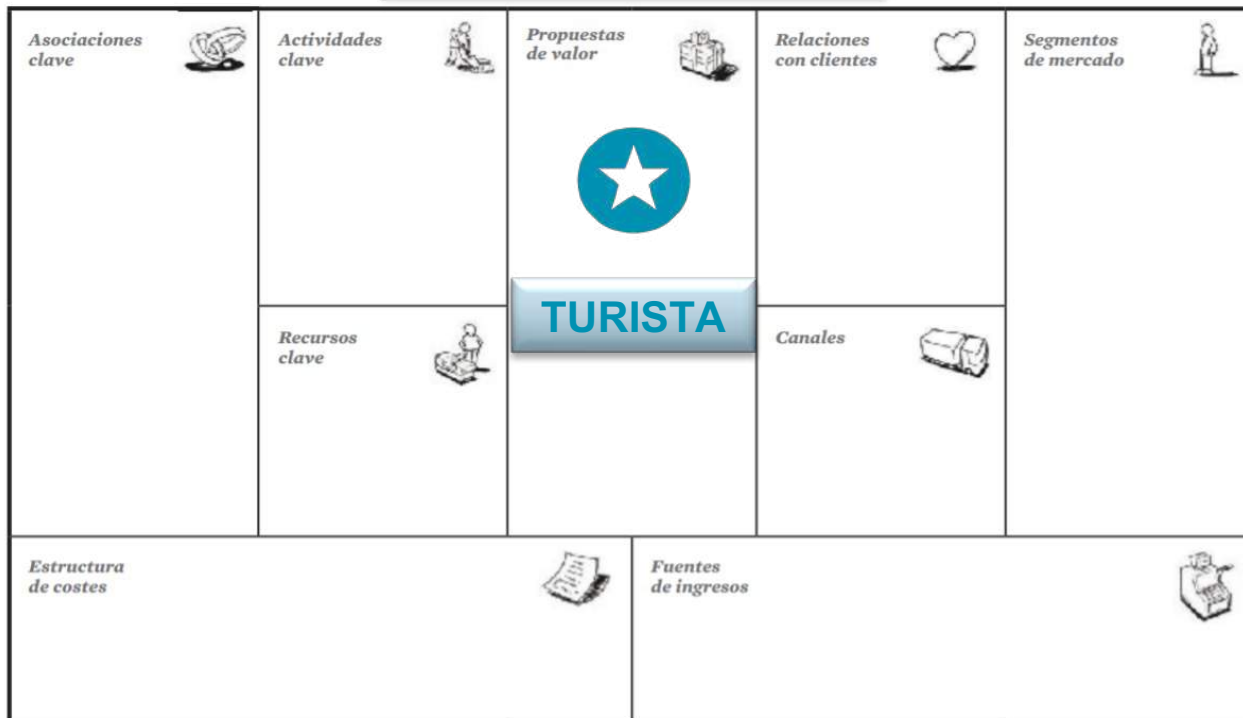 Asociaciones
clave
Actividades
clave
Propuestas
de valor
Relaciones
con clientes
Segmentos
de mercado
TURISTA
Recursos
clave
Canales
Estructura
de costes
Fuentes
de ingresos